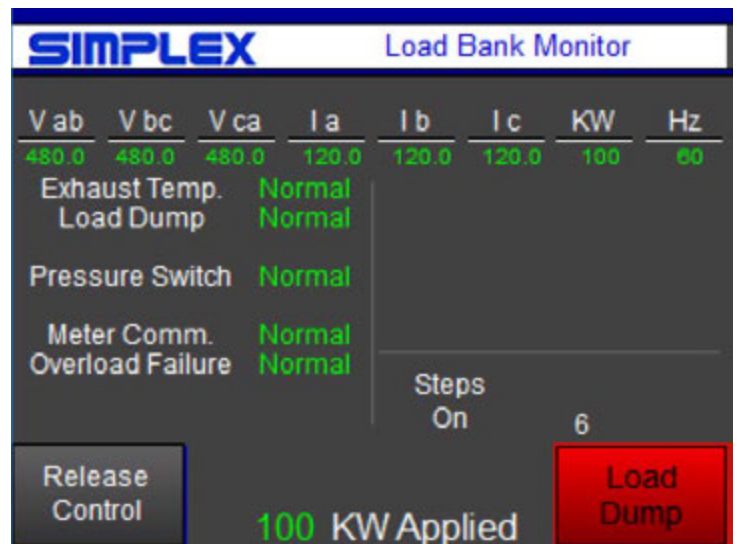 SIMPLEX Load Bank Monitor
V ab V bc V ca I a I b I c KW Hz
480.0 480.0 480.0 120.0 120.0 120.0 100 60
Exhaust Temp. Normal
Load Dump Normal
Pressure Switch Normal
Meter Comm. Normal
Overload Failure Normal
Steps
On 6
Release
Control
100 KW Applied
Load
Dump